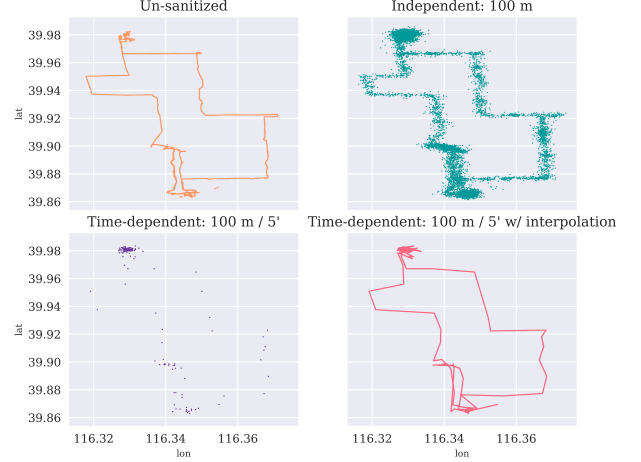 Un-sanitized
Independent: 100 m
39.98
39.96
39.94
39.92
39.90
39.88
39.86
lat
Time-dependent: 100 m / 5'
Time-dependent: 100 m / 5' w/ interpolation
39.98
39.96
39.94
39.92
39.90
39.88
39.86
lat
116.32
116.34
116.36
lon
116.32
116.34
116.36
lon